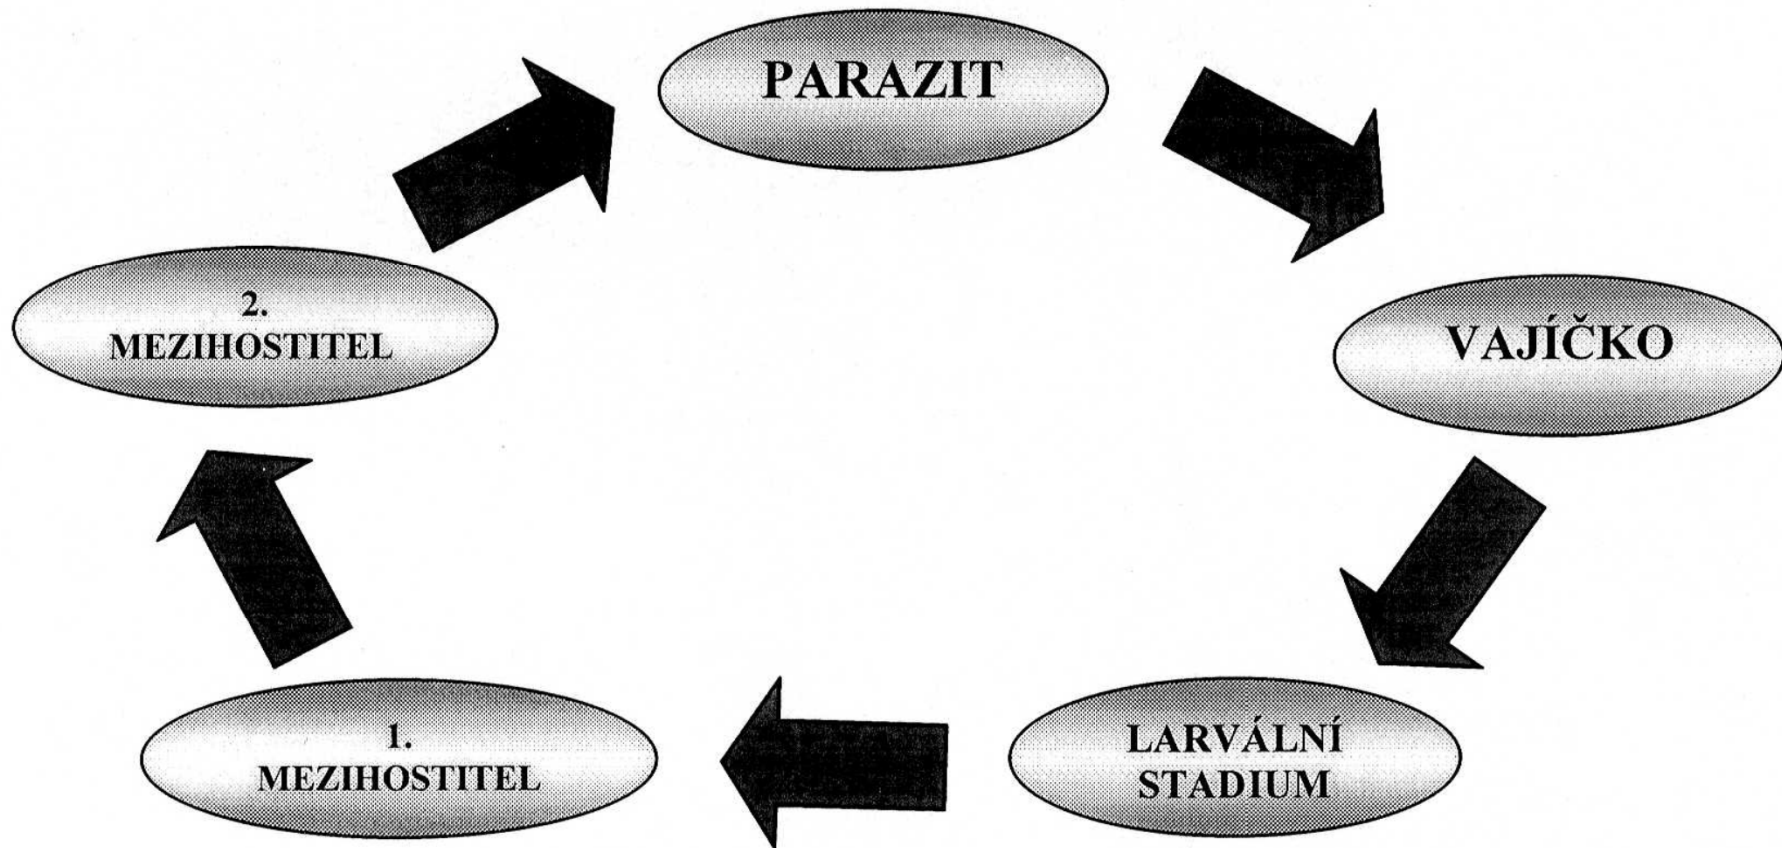 PARAZIT
VAJÍČKO
LARVÁLNÍ
STADIUM
1.
MEZIHOSTITEL
2.
MEZIHOSTITEL